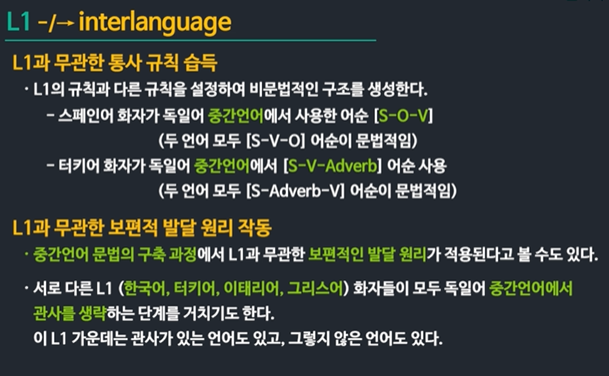 L1 -/→ interlanguage
L1과 무관한 통사 규칙 습득
· L1의 규칙과 다른 규칙을 설정하여 비문법적인 구조를 생성한다.
– 스페인어 화자가 독일어 중간언어에서 사용한 어순 [S-O-V]
(두 언어 모두 [S-V-O] 어순이 문법적임)
– 터키어 화자가 독일어 중간언어에서 [S-V-Adverb] 어순 사용
(두 언어 모두 [S-Adverb-V] 어순이 문법적임)
L1과 무관한 보편적 발달 원리 작동
· 중간언어 문법의 구축 과정에서 L1과 무관한 보편적인 발달 원리가 적용된다고 볼 수도 있다.
· 서로 다른 L1 (한국어, 터키어, 이태리어, 그리스어) 화자들이 모두 독일어 중간언어에서
관사를 생략하는 단계를 거치기도 한다.
이 L1 가운데는 관사가 있는 언어도 있고, 그렇지 않은 언어도 있다.